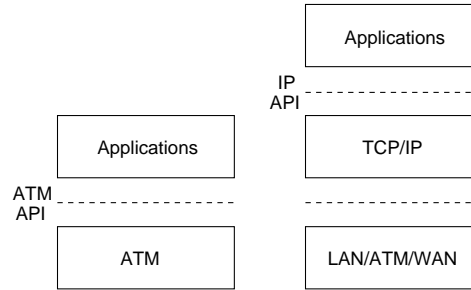 Applications
IP
API
Applications
TCP/IP
ATM
API
ATM
LAN/ATM/WAN